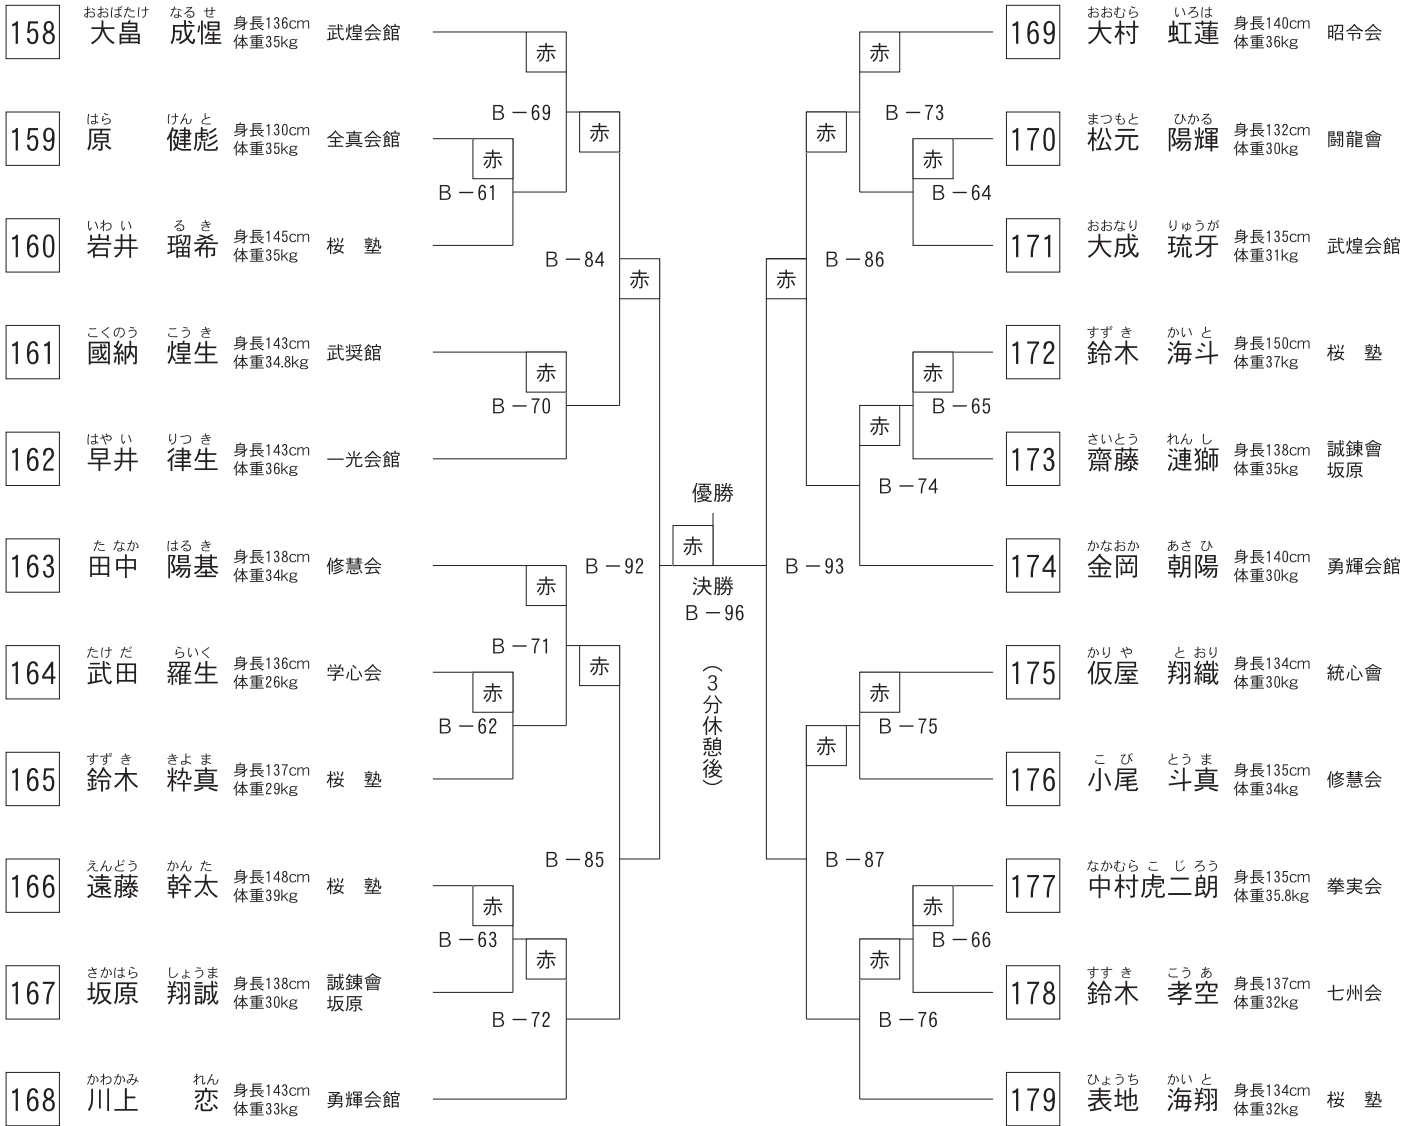 158 大畠 成惺 おおばたけ なるせ 身長136cm 体重35kg 武煌会館
159 原 健彪 はら けんと 身長130cm 体重35kg 全真会館
160 岩井 瑠希 いわい るき 身長145cm 体重35kg 桜 塾
161 國納 煌生 こくのう こうき 身長143cm 体重34.8kg 武奨館
162 早井 律生 はやい りつき 身長143cm 体重36kg 一光会館
163 田中 陽基 たなか はるき 身長138cm 体重34kg 修慧会
164 武田 羅生 たけだ らいく 身長136cm 体重26kg 学心会
165 鈴木 粋真 すずき きよま 身長137cm 体重29kg 桜 塾
166 遠藤 幹太 えんどう かんた 身長148cm 体重39kg 桜 塾
167 坂原 翔誠 さかはら しょうま 身長138cm 体重30kg 誠錬會 坂原
168 川上 恋 かわかみ れん 身長143cm 体重33kg 勇輝会館
赤
B－69
赤
赤
B－61
B－84
赤
赤
B－70
B－92
赤
B－71
赤
赤
B－62
B－85
赤
B－63
赤
B－72
優勝
赤
決勝
B－96
（3分休憩後）
赤
B－73
赤
赤
B－64
B－86
赤
赤
B－65
赤
B－74
B－93
赤
B－75
赤
B－87
赤
B－66
赤
B－76
169 大村 虹蓮 おおむら いろは 身長140cm 体重36kg 昭令会
170 松元 陽輝 まつもと ひかる 身長132cm 体重30kg 闘龍會
171 大成 琉牙 おおなり りゅうが 身長135cm 体重31kg 武煌会館
172 鈴木 海斗 すずき かいと 身長150cm 体重37kg 桜 塾
173 齋藤 漣獅 さいとう れんし 身長138cm 体重35kg 誠錬會 坂原
174 金岡 朝陽 かなおか あさひ 身長140cm 体重30kg 勇輝会館
175 仮屋 翔織 かりや とおり 身長134cm 体重30kg 統心會
176 小尾 斗真 こび とうま 身長135cm 体重34kg 修慧会
177 中村虎二朗 なかむら こじろう 身長135cm 体重35.8kg 拳実会
178 鈴木 孝空 すすき こうあ 身長137cm 体重32kg 七州会
179 表地 海翔 ひょうち かいと 身長134cm 体重32kg 桜 塾